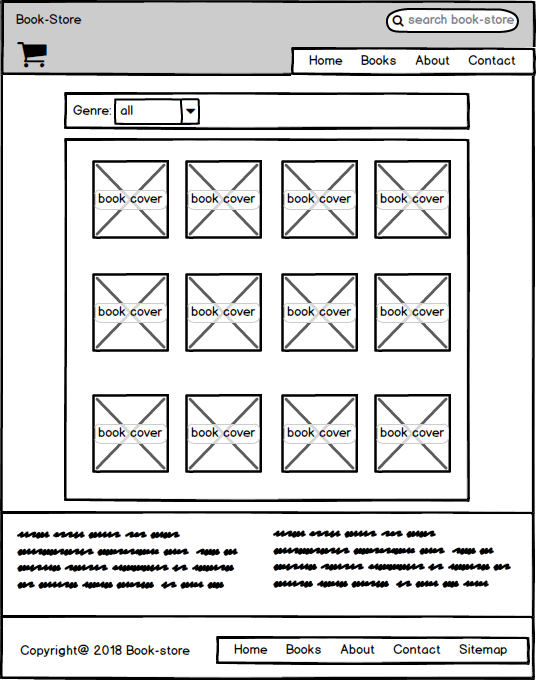 Book-Store
search book-store
Home Books About Contact
Genre: all
book cover book cover book cover book cover
book cover book cover book cover book cover
book cover book cover book cover book cover
Copyright@ 2018 Book-store
Home Books About Contact Sitemap